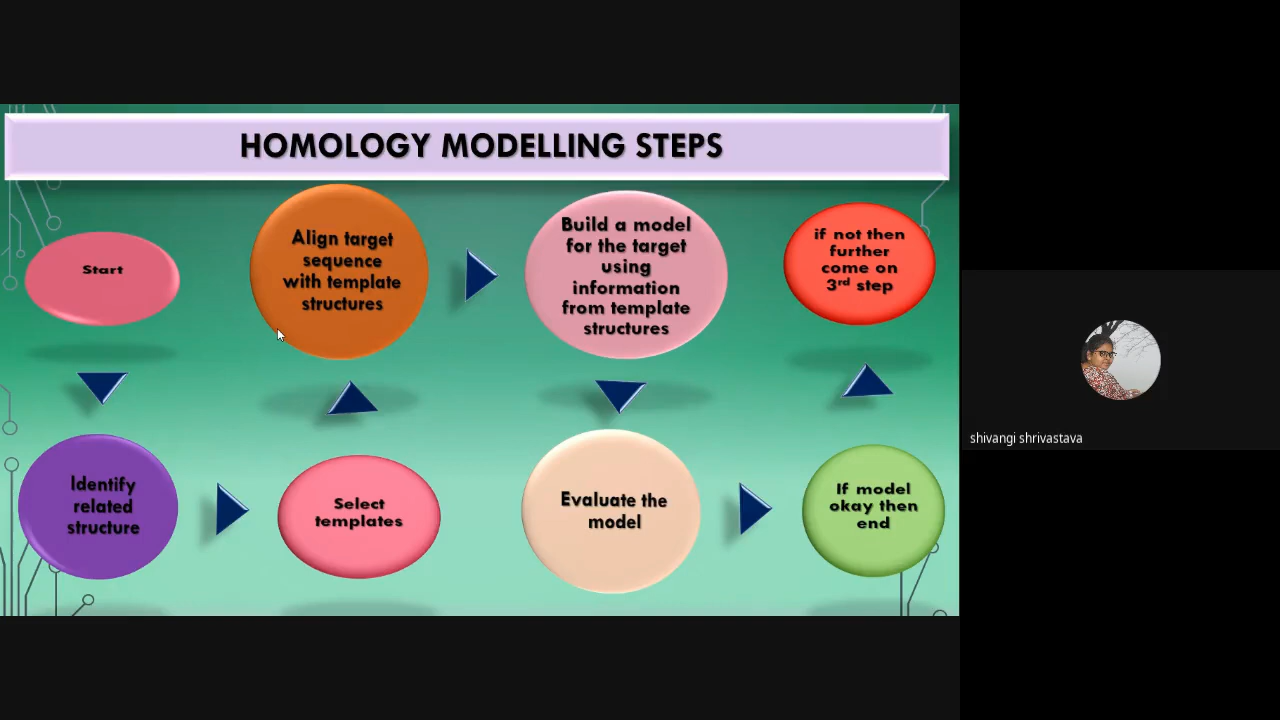 HOMOLOGY MODELLING STEPS
Start
Identify
related
structure
Select
templates
Align target
sequence
with template
structures
Build a model
for the target
using
information
from template
structures
Evaluate the
model
If model
okay then
end
if not then
further
come on
3rd step
shivangi shrivastava